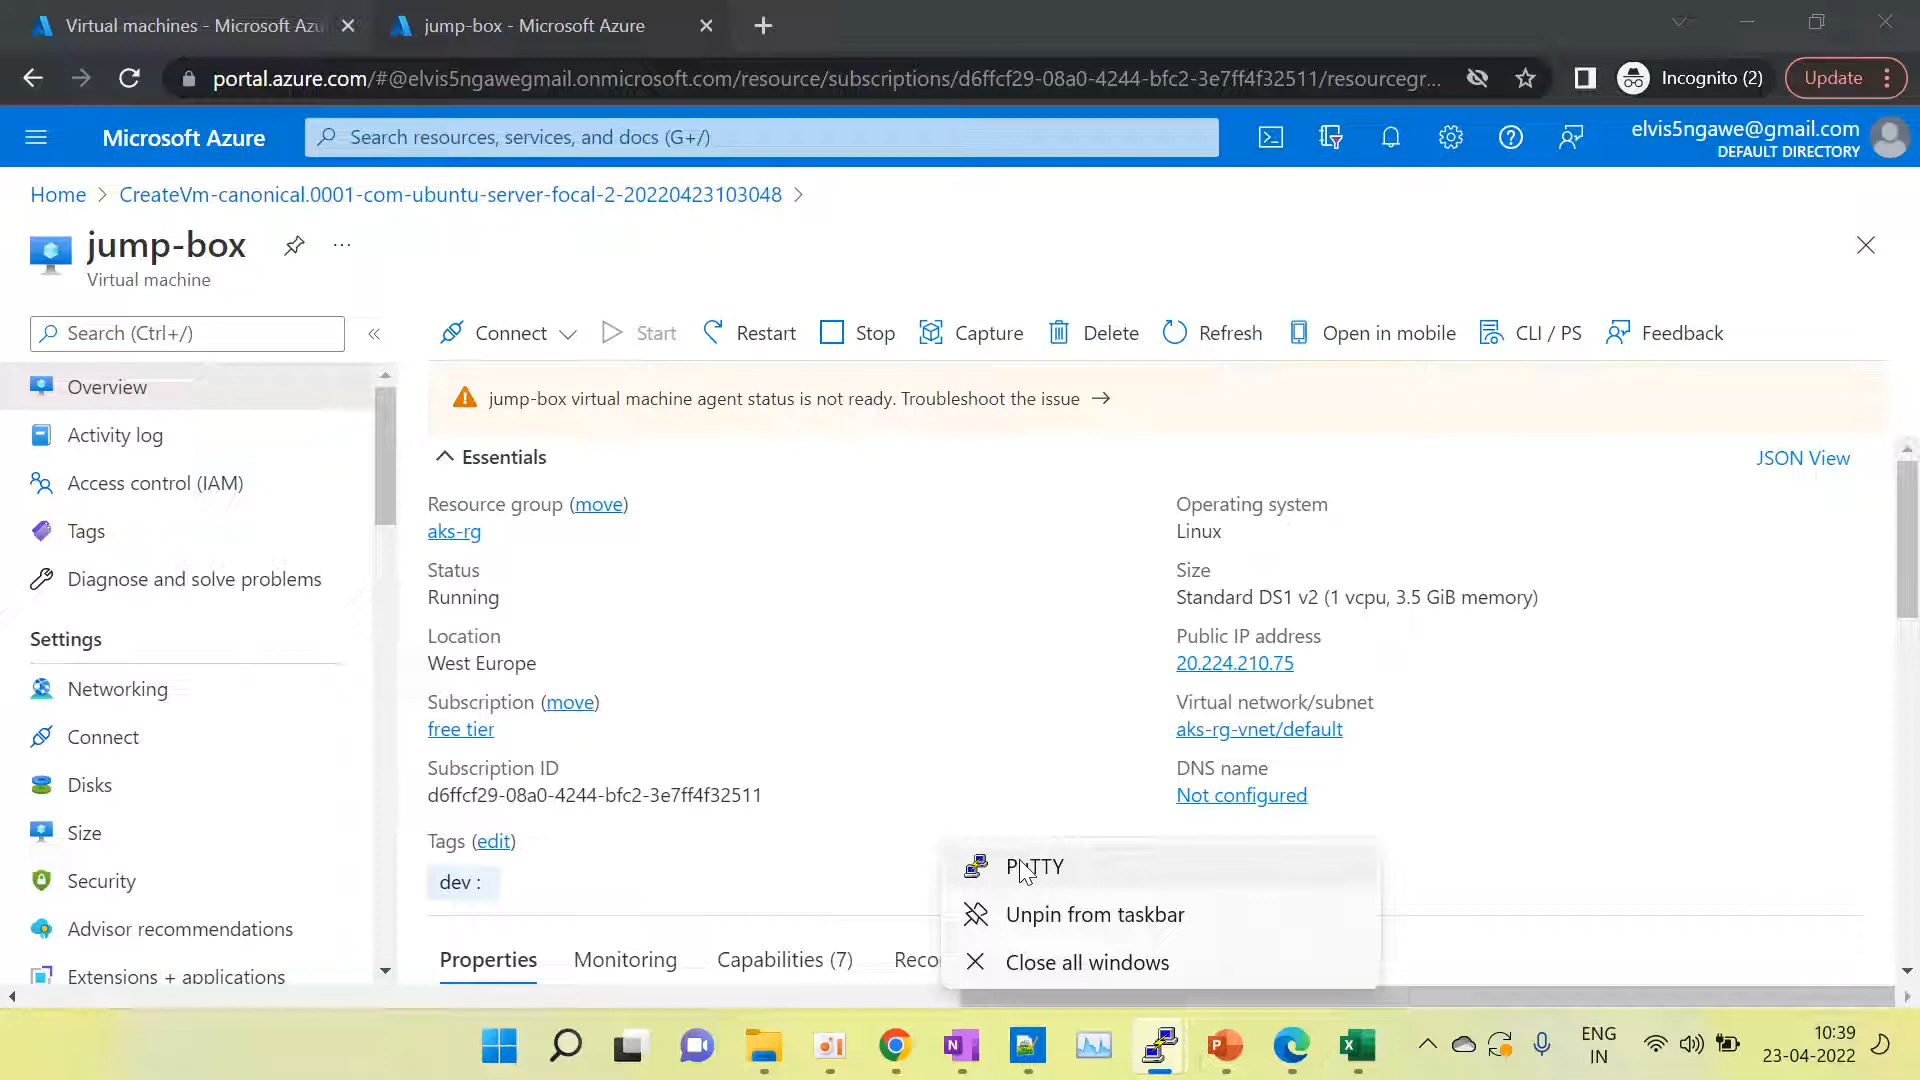 Virtual machines - Microsoft Azu
jump-box - Microsoft Azure
portal.azure.com/#@elvis5ngawegmail.onmicrosoft.com/resource/subscriptions/d6ffcf29-08a0-4244-bfc2-3e7ff4f32511/resourcegr...
Incognito (2)
Update
Microsoft Azure
Search resources, services, and docs (G+/)
elvis5ngawe@gmail.com
DEFAULT DIRECTORY
Home > CreateVm-canonical.0001-com-ubuntu-server-focal-2-20220423103048 >
jump-box
...
Virtual machine
Search (Ctrl+/)
«
Connect
Start
Restart
Stop
Capture
Delete
Refresh
Open in mobile
CLI / PS
Feedback
Overview
Activity log
Access control (IAM)
Tags
Diagnose and solve problems
Settings
Networking
Connect
Disks
Size
Security
Advisor recommendations
Extensions + applications
jump-box virtual machine agent status is not ready. Troubleshoot the issue →
Essentials
JSON View
Resource group (move)
aks-rg
Status
Running
Location
West Europe
Subscription (move)
free tier
Subscription ID
d6ffcf29-08a0-4244-bfc2-3e7ff4f32511
Tags (edit)
dev :
Operating system
Linux
Size
Standard DS1 v2 (1 vcpu, 3.5 GiB memory)
Public IP address
20.224.210.75
Virtual network/subnet
aks-rg-vnet/default
DNS name
Not configured
Properties
Monitoring
Capabilities (7)
Reco
PuTTY
Unpin from taskbar
Close all windows
ENG
IN
10:39
23-04-2022